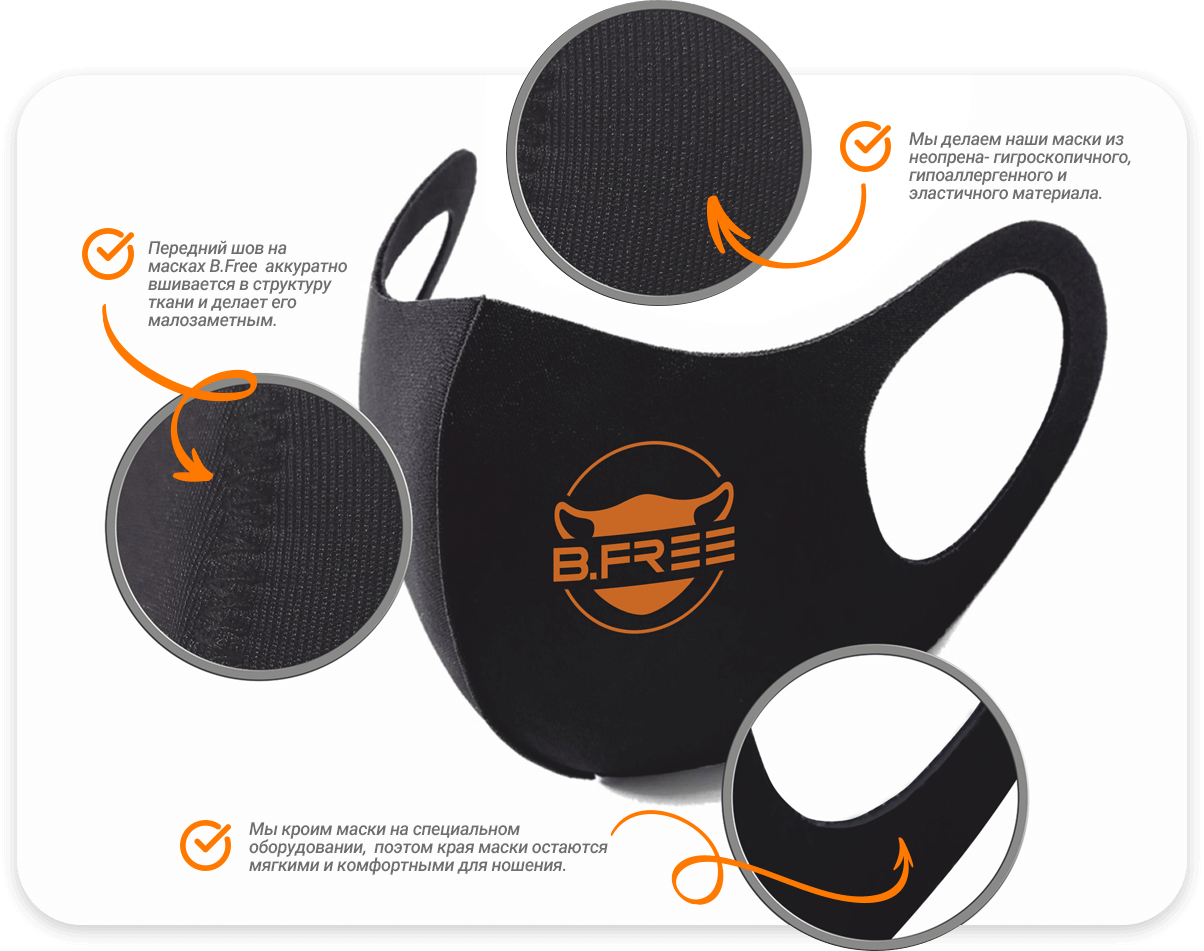 Мы делаем наши маски из
неопрена- гигроскопичного,
гипоаллергенного и
эластичного материала.
Передний шов на
масках B.Free аккуратно
вшивается в структуру
ткани и делает его
малозаметным.
B.FREE
Мы кроим маски на специальном
оборудовании, поэтом края маски остаются
мягкими и комфортными для ношения.